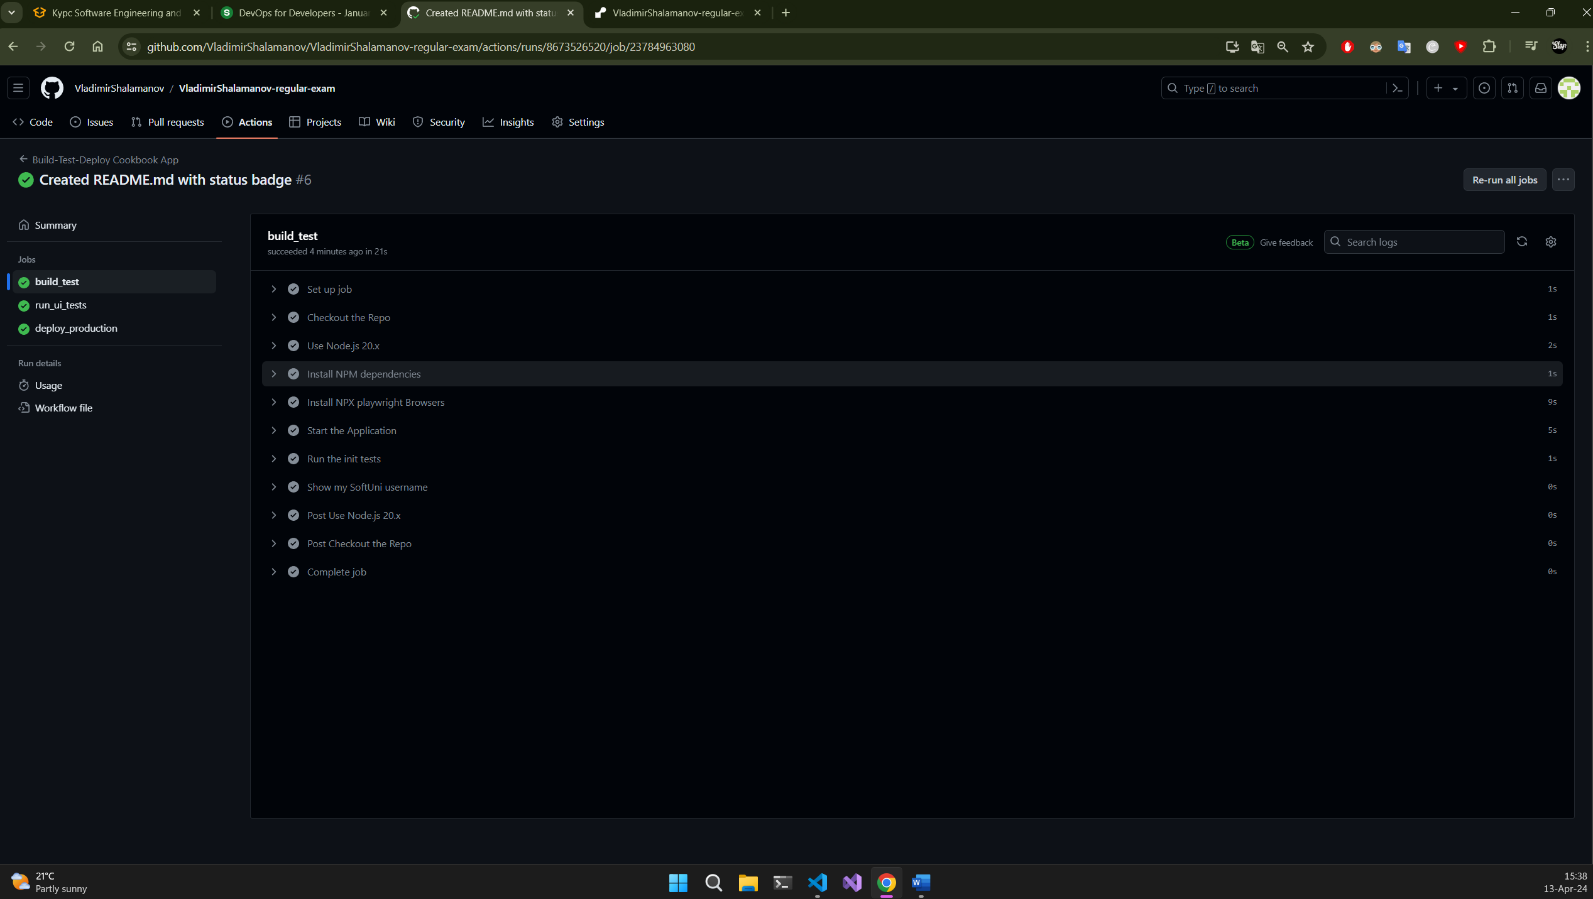 Курс Software Engineering and
DevOps for Developers - Janua
Created README.md with statu
VladimirShalamanov-regular-ex
github.com/VladimirShalamanov/VladimirShalamanov-regular-exam/actions/runs/8673526520/job/23784963080
VladimirShalamanov / VladimirShalamanov-regular-exam
Type / to search
Code
Issues
Pull requests
Actions
Projects
Wiki
Security
Insights
Settings
Build-Test-Deploy Cookbook App
Created README.md with status badge #6
Re-run all jobs
Summary
Jobs
build_test
run_ui_tests
deploy_production
Run details
Usage
Workflow file
build_test
succeeded 4 minutes ago in 21s
Beta Give feedback
Search logs
Set up job 1s
Checkout the Repo 1s
Use Node.js 20.x 2s
Install NPM dependencies 1s
Install NPX playwright Browsers 9s
Start the Application 5s
Run the init tests 1s
Show my SoftUni username 0s
Post Use Node.js 20.x 0s
Post Checkout the Repo 0s
Complete job 0s
21°C
Partly sunny
15:38
13-Apr-24